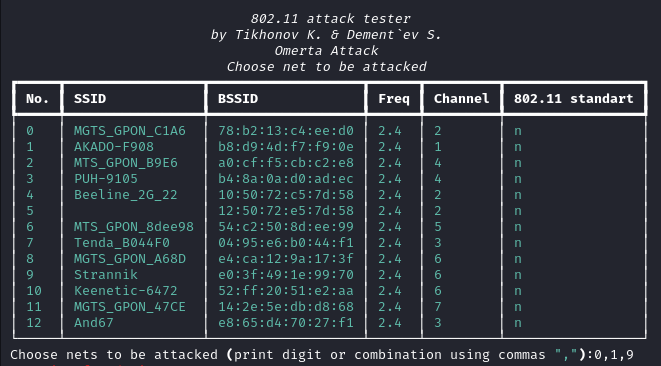 802.11 attack tester
by Tikhonov K. & Dement`ev S.
Omerta Attack
Choose net to be attacked
No. SSID BSSID Freq Channel 802.11 standart
0 MGTS_GPON_C1A6 78:b2:13:c4:ee:d0 2.4 2 n
1 AKADO-F908 b8:d9:4d:f7:f9:0e 2.4 1 n
2 MTS_GPON_B9E6 a0:cf:f5:cb:c2:e8 2.4 4 n
3 PUH-9105 b4:8a:0a:d0:ad:ec 2.4 4 n
4 Beeline_2G_22 10:50:72:c5:7d:58 2.4 2 n
5 12:50:72:e5:7d:58 2.4 2 n
6 MTS_GPON_8dee98 54:c2:50:8d:ee:99 2.4 5 n
7 Tenda_B044F0 04:95:e6:b0:44:f1 2.4 3 n
8 MGTS_GPON_A68D e4:ca:12:9a:17:3f 2.4 6 n
9 Strannik e0:3f:49:1e:99:70 2.4 6 n
10 Keenetic-6472 52:ff:20:51:e2:aa 2.4 6 n
11 MGTS_GPON_47CE 14:2e:5e:db:d8:68 2.4 7 n
12 And67 e8:65:d4:70:27:f1 2.4 3 n
Choose nets to be attacked (print digit or combination using commas ","):0,1,9